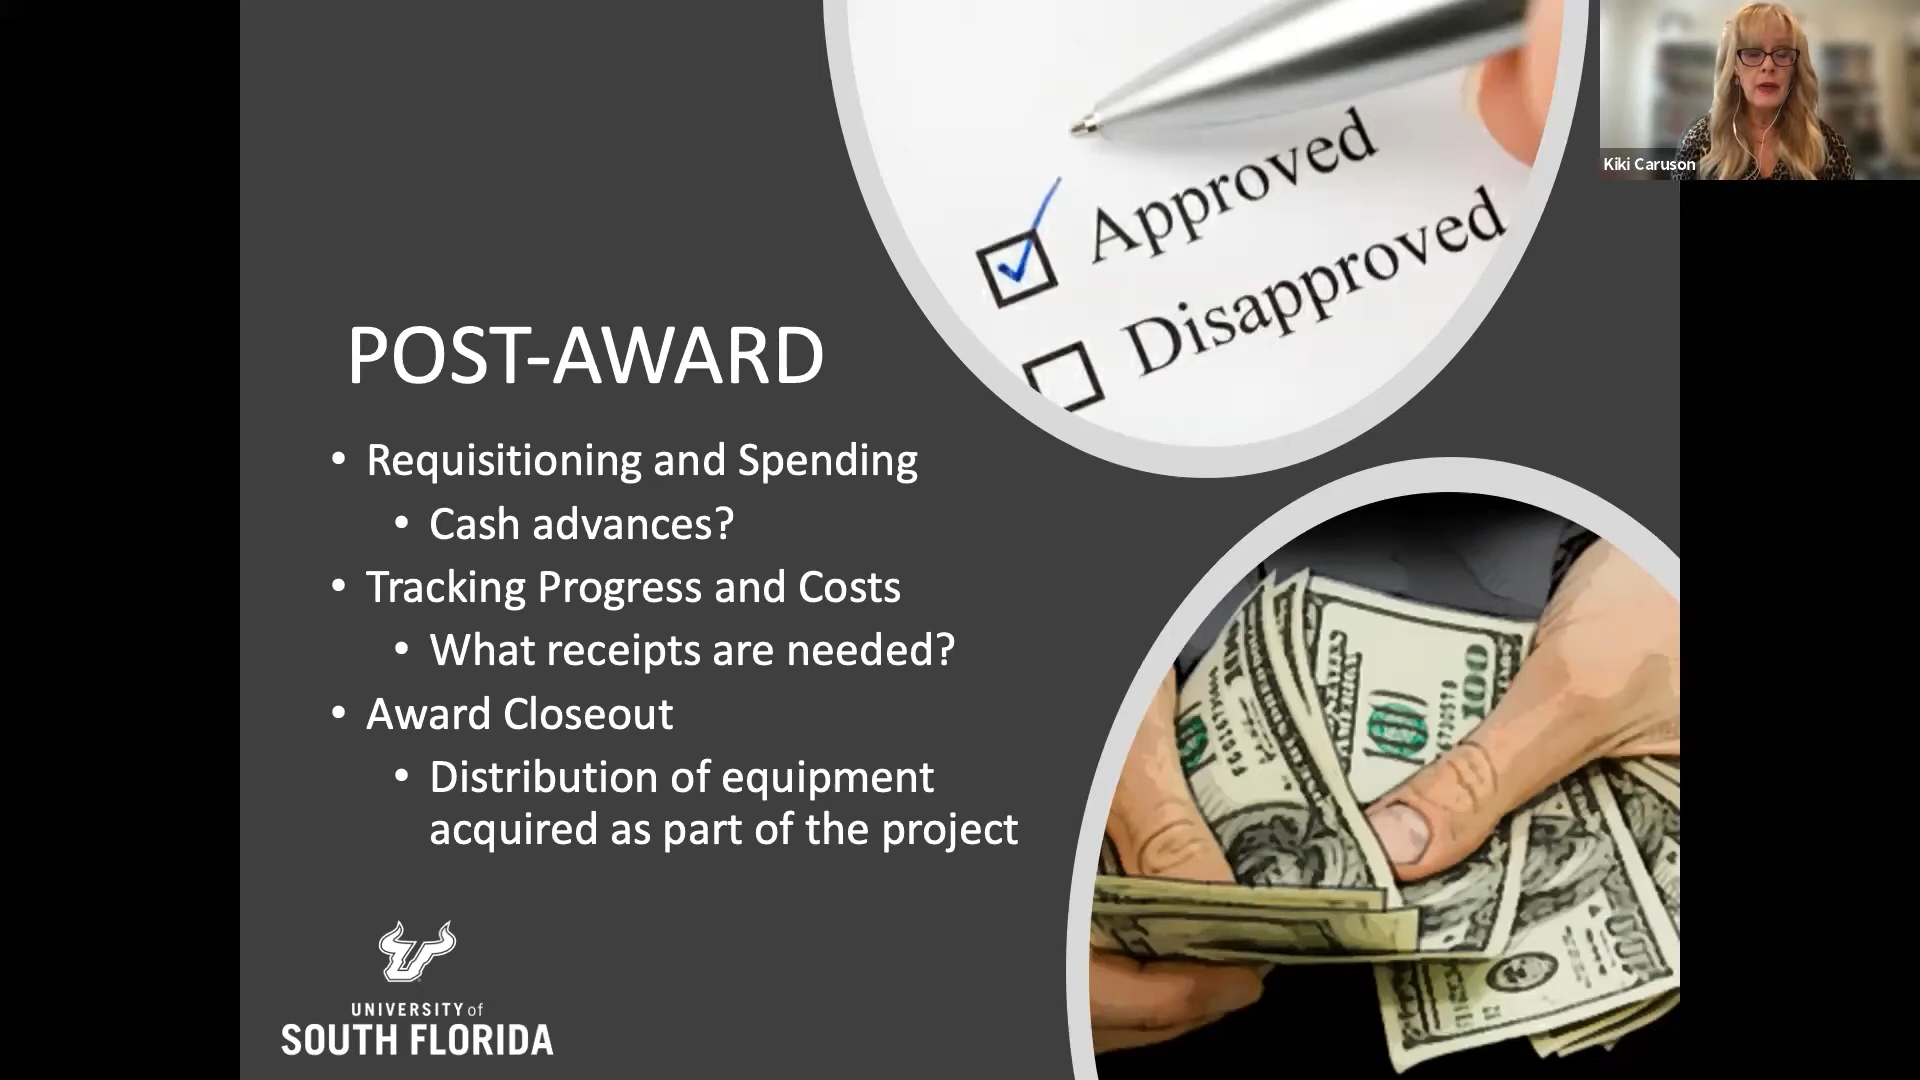 Approved
Disapproved
Kiki Caruson
POST-AWARD
• Requisitioning and Spending
• Cash advances?
• Tracking Progress and Costs
• What receipts are needed?
• Award Closeout
• Distribution of equipment
acquired as part of the project
100
UNIVERSITY of
SOUTH FLORIDA